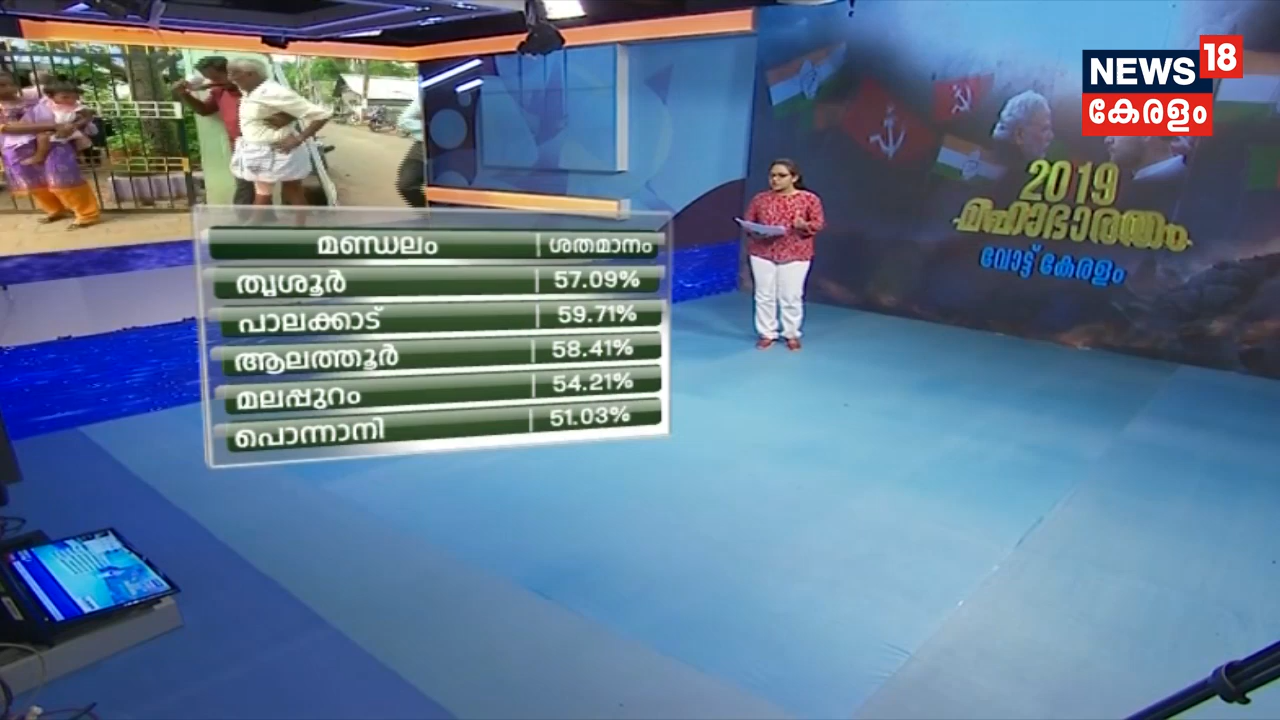 NEWS 18
കേരളം
2019
മഹാഭാരതം
വോട്ട് കേരളം
മണ്ഡലം ശതമാനം
തൃശൂർ 57.09%
പാലക്കാട് 59.71%
ആലത്തൂർ 58.41%
മലപ്പുറം 54.21%
പൊന്നാനി 51.03%